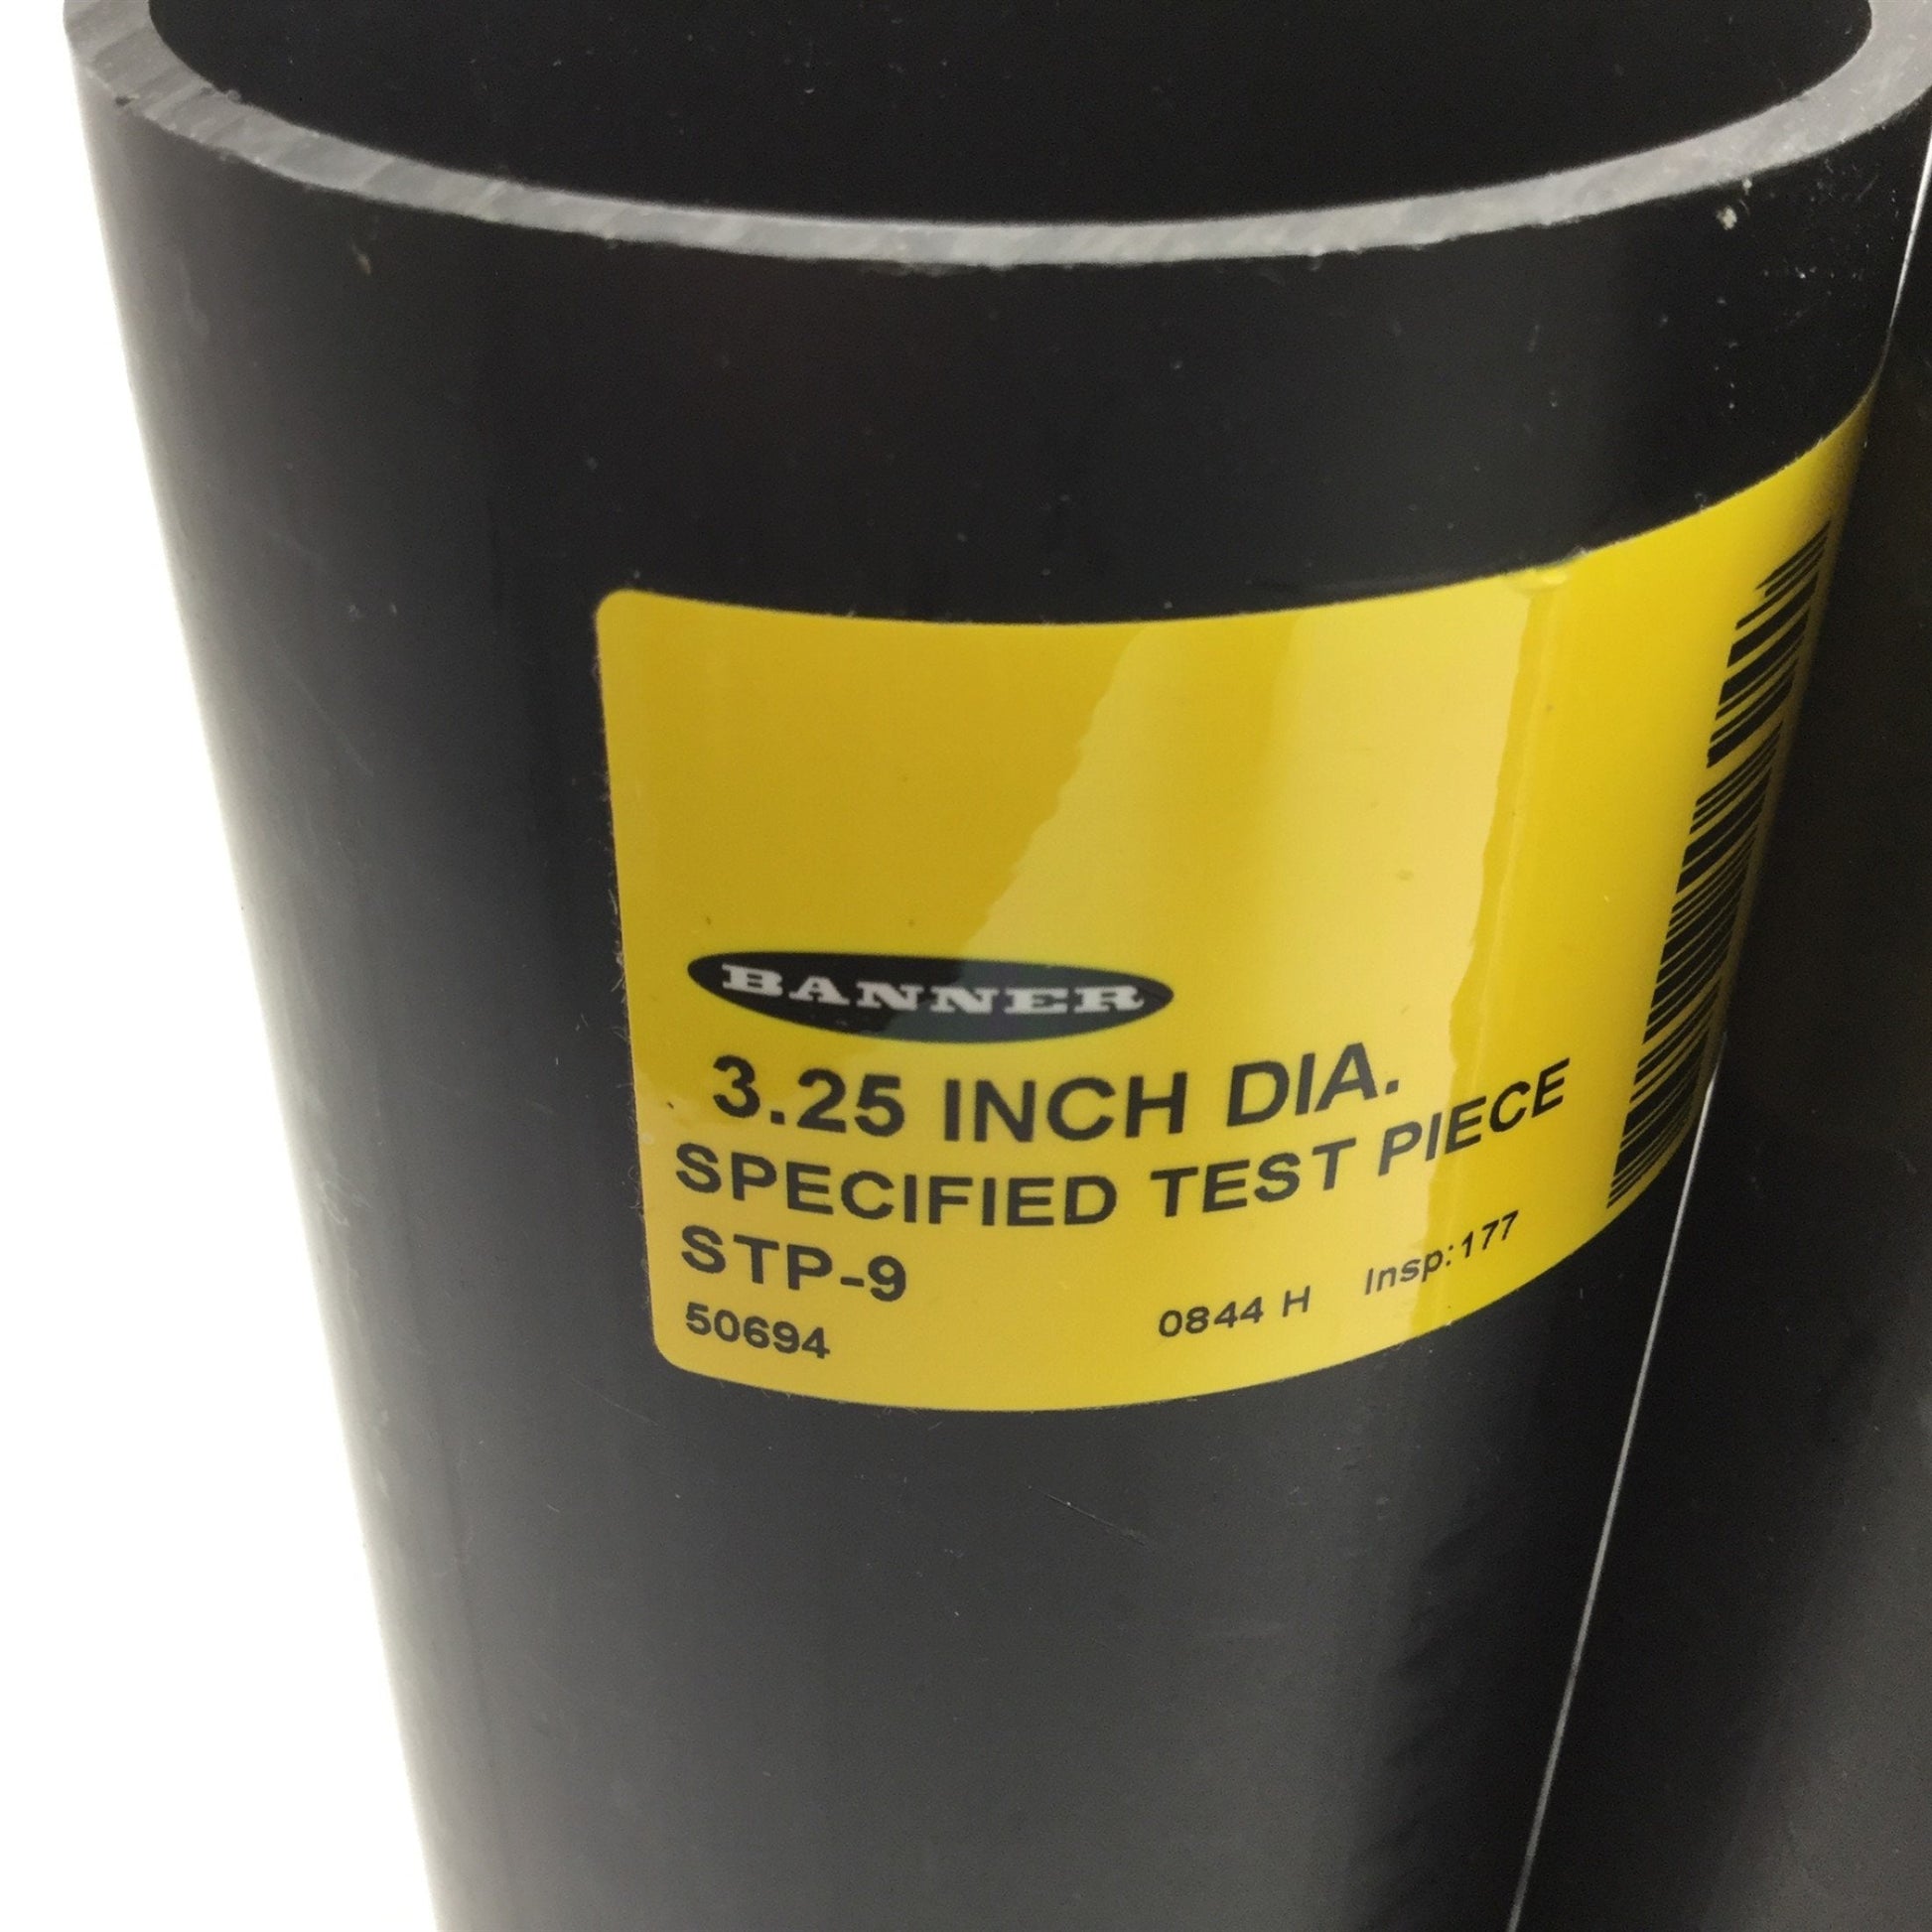 BANNER
3.25 INCH DIA.
SPECIFIED TEST PIECE
STP-9
50694 0844 H Insp:177